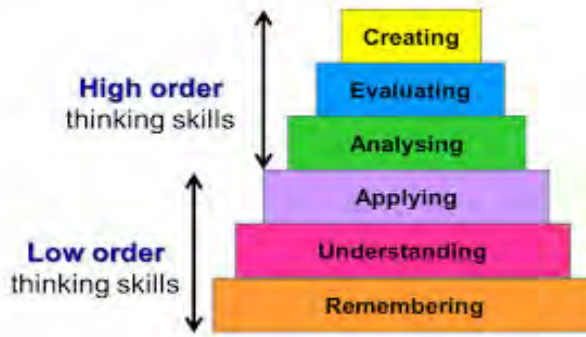 Creating
High order
thinking skills
Evaluating
Analysing
Applying
Low order
thinking skills
Understanding
Remembering